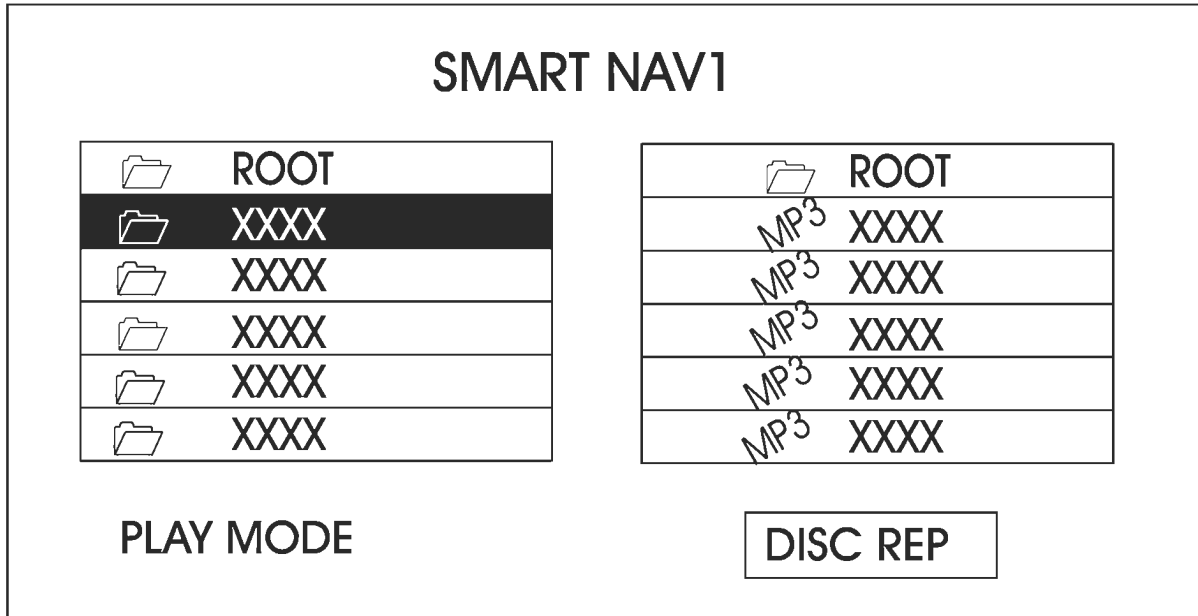 SMART NAV1
ROOT
XXXX
XXXX
XXXX
XXXX
XXXX
ROOT
MP3 XXXX
MP3 XXXX
MP3 XXXX
MP3 XXXX
MP3 XXXX
PLAY MODE
DISC REP